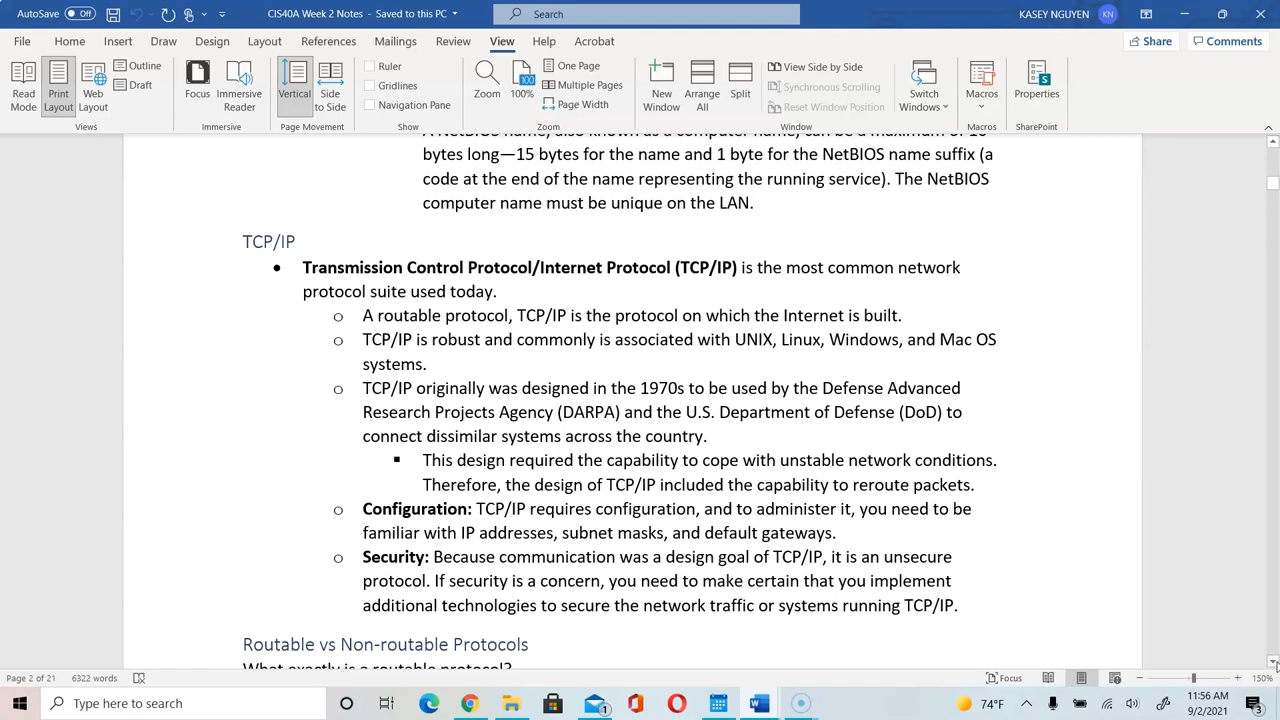 AutoSave Off CIS40A Week 2 Notes Search KASEY NGUYEN KN
File Home Insert Draw Design Layout References Mailings Review View Help Acrobat Share Comments
Read Mode Print Layout Web Layout Outline Draft Focus Immersive Reader Vertical Side to Side Ruler Gridlines Navigation Pane Zoom 100 100% One Page Multiple Pages Page Width New Window Arrange All Split View Side by Side Synchronous Scrolling Reset Window Position Switch Windows Macros Properties
Views Immersive Page Movement Show Zoom Window Macros SharePoint
bytes long—15 bytes for the name and 1 byte for the NetBIOS name suffix (a
code at the end of the name representing the running service). The NetBIOS
computer name must be unique on the LAN.
TCP/IP
• Transmission Control Protocol/Internet Protocol (TCP/IP) is the most common network
protocol suite used today.
o A routable protocol, TCP/IP is the protocol on which the Internet is built.
o TCP/IP is robust and commonly is associated with UNIX, Linux, Windows, and Mac OS
systems.
o TCP/IP originally was designed in the 1970s to be used by the Defense Advanced
Research Projects Agency (DARPA) and the U.S. Department of Defense (DoD) to
connect dissimilar systems across the country.
▪ This design required the capability to cope with unstable network conditions.
Therefore, the design of TCP/IP included the capability to reroute packets.
o Configuration: TCP/IP requires configuration, and to administer it, you need to be
familiar with IP addresses, subnet masks, and default gateways.
o Security: Because communication was a design goal of TCP/IP, it is an unsecure
protocol. If security is a concern, you need to make certain that you implement
additional technologies to secure the network traffic or systems running TCP/IP.
Routable vs Non-routable Protocols
What exactly is a routable protocol?
Page 2 of 21 6322 words Focus 150%
Type here to search 1 74°F 11:56 AM
9/2/2021 3